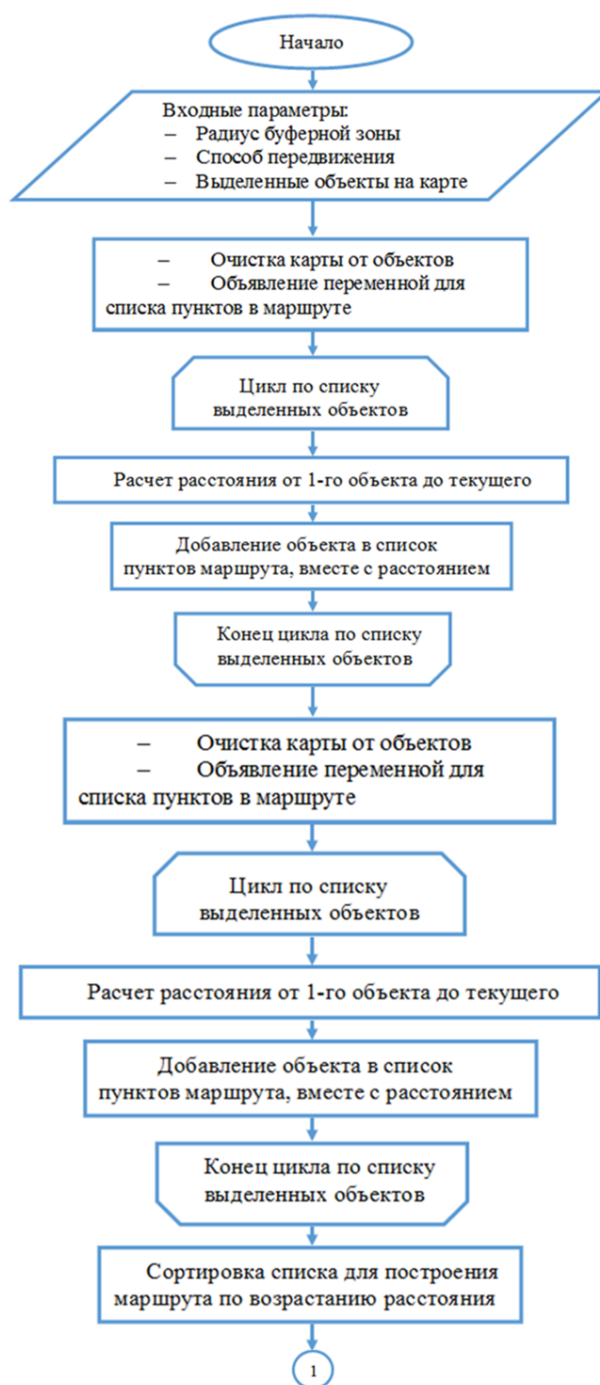 Начало
Входные параметры:
– Радиус буферной зоны
– Способ передвижения
– Выделенные объекты на карте
– Очистка карты от объектов
– Объявление переменной для
списка пунктов в маршруте
Цикл по списку
выделенных объектов
Расчет расстояния от 1-го объекта до текущего
Добавление объекта в список
пунктов маршрута, вместе с расстоянием
Конец цикла по списку
выделенных объектов
– Очистка карты от объектов
– Объявление переменной для
списка пунктов в маршруте
Цикл по списку
выделенных объектов
Расчет расстояния от 1-го объекта до текущего
Добавление объекта в список
пунктов маршрута, вместе с расстоянием
Конец цикла по списку
выделенных объектов
Сортировка списка для построения
маршрута по возрастанию расстояния
1